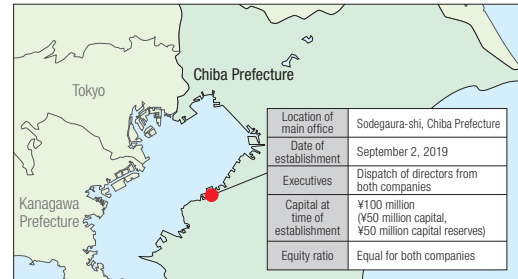 Tokyo
Chiba Prefecture
Kanagawa
Prefecture
Location of
main office
Sodegaura-shi, Chiba Prefecture
Date of
establishment
September 2, 2019
Executives
Dispatch of directors from
both companies
Capital at
time of
establishment
¥100 million
(¥50 million capital,
¥50 million capital reserves)
Equity ratio
Equal for both companies